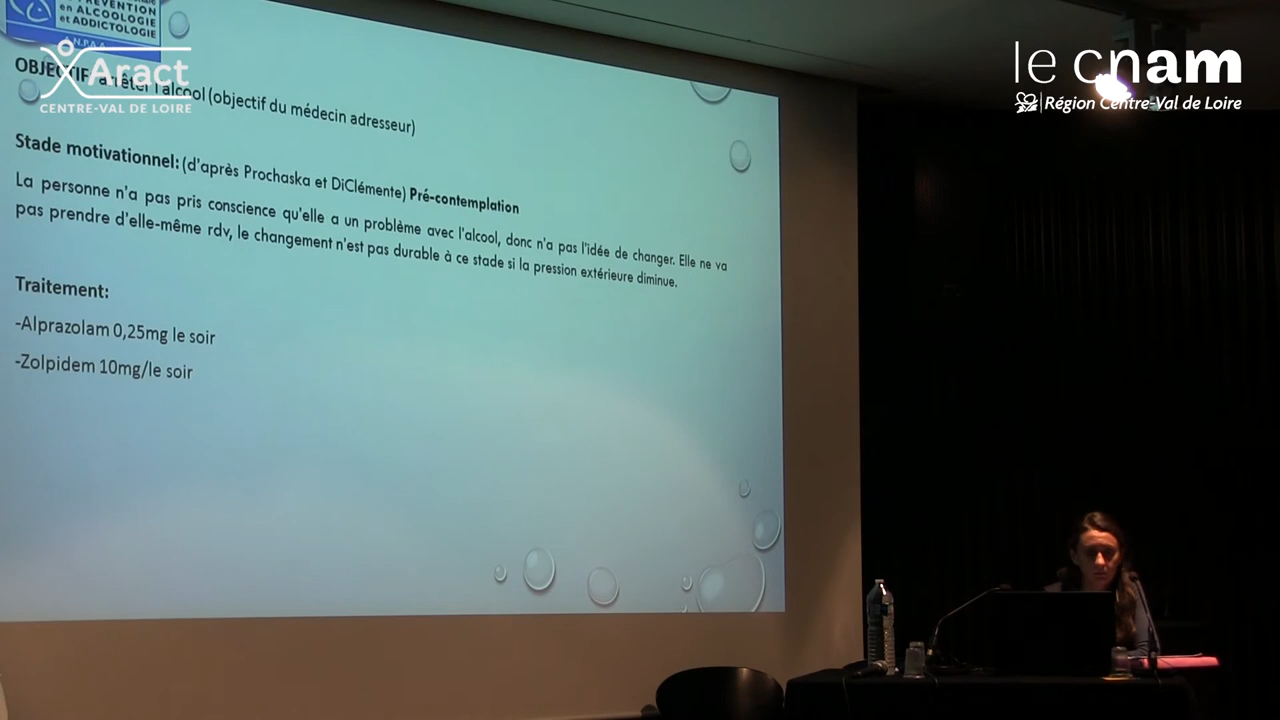 PRÉVENTION
en ALCOOLOGIE
et ADDICTOLOGIE
A.N.P.A.A.
Aract
CENTRE-VAL DE LOIRE
le cnam
Région Centre-Val de Loire
OBJECTIF arrêter l'alcool (objectif du médecin adresseur)
Stade motivationnel: (d'après Prochaska et DiClémente) Pré-contemplation
La personne n'a pas pris conscience qu'elle a un problème avec l'alcool, donc n'a pas l'idée de changer. Elle ne va
pas prendre d'elle-même rdv, le changement n'est pas durable à ce stade si la pression extérieure diminue.
Traitement:
-Alprazolam 0,25mg le soir
-Zolpidem 10mg/le soir